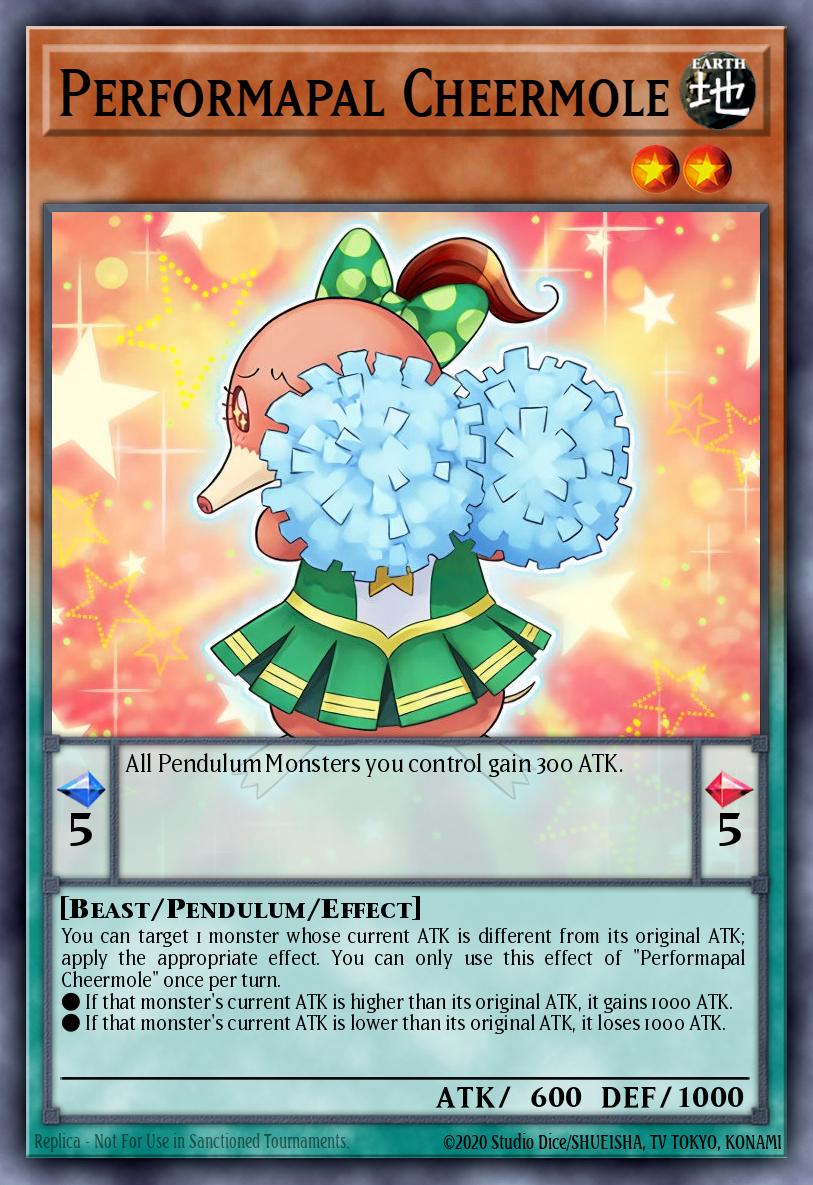 Performapal Cheermole
EARTH
地
All Pendulum Monsters you control gain 300 ATK.
5
5
[Beast/Pendulum/Effect]
You can target 1 monster whose current ATK is different from its original ATK;
apply the appropriate effect. You can only use this effect of "Performapal
Cheermole" once per turn.
● If that monster's current ATK is higher than its original ATK, it gains 1000 ATK.
● If that monster's current ATK is lower than its original ATK, it loses 1000 ATK.
ATK/ 600 DEF/1000
Replica - Not For Use in Sanctioned Tournaments.
©2020 Studio Dice/SHUEISHA, TV TOKYO, KONAMI